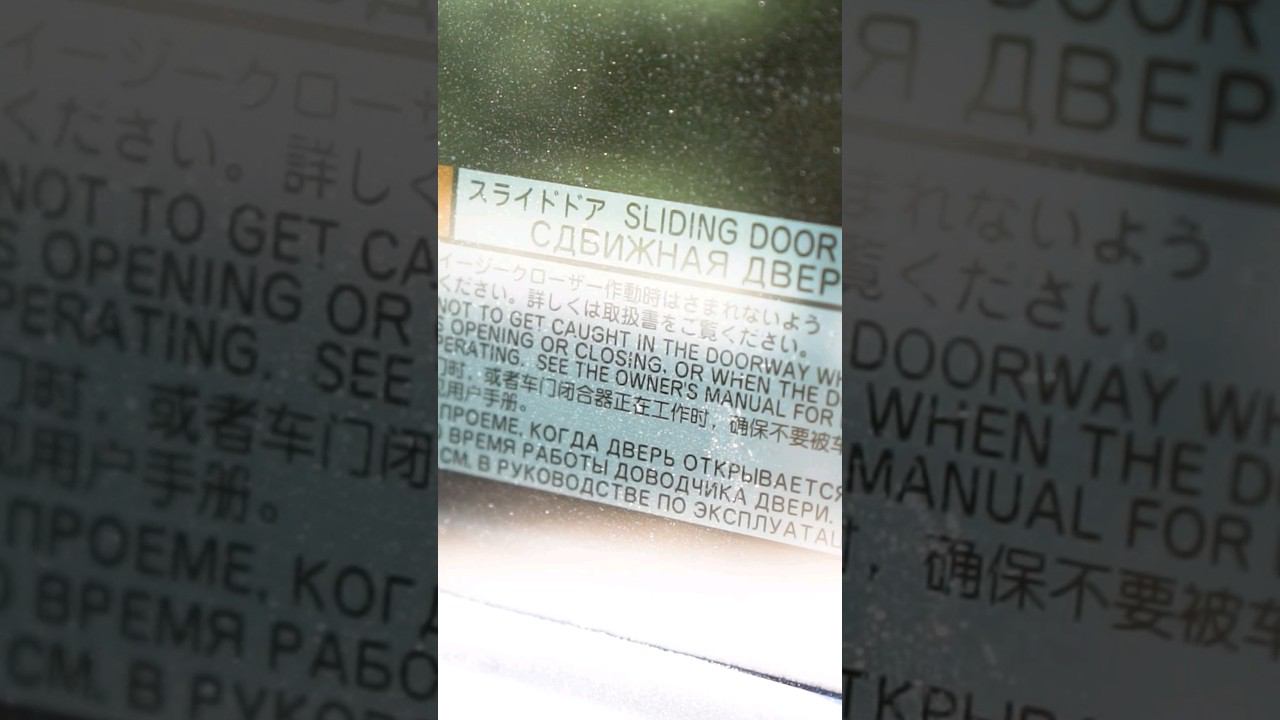 スライドドア SLIDING DOOR
СДВИЖНАЯ ДВЕР
イージークローザー作動時はさまれないよう
ください。詳しくは取扱書をご覧ください。
NOT TO GET CAUGHT IN THE DOORWAY WH
S OPENING OR CLOSING, OR WHEN THE D
PERATING. SEE THE OWNER'S MANUAL FOR
门时，或者车门闭合器正在工作时，确保不要被车
用户手册。
ПРОЕМЕ, КОГДА ДВЕРЬ ОТКРЫВАЕТСЯ
О ВРЕМЯ РАБОТЫ ДОВОДЧИКА ДВЕРИ.
СМ. В РУКОВОДСТВЕ ПО ЭКСПЛУАТАЦ